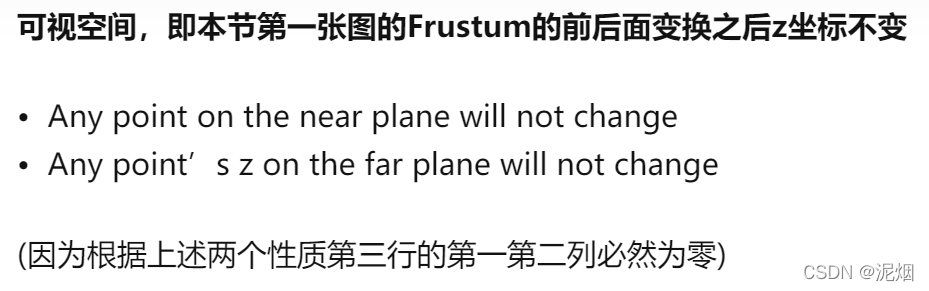 可视空间，即本节第一张图的Frustum的前后面变换之后z坐标不变
• Any point on the near plane will not change
• Any point’s z on the far plane will not change
(因为根据上述两个性质第三行的第一第二列必然为零)
CSDN @泥烟